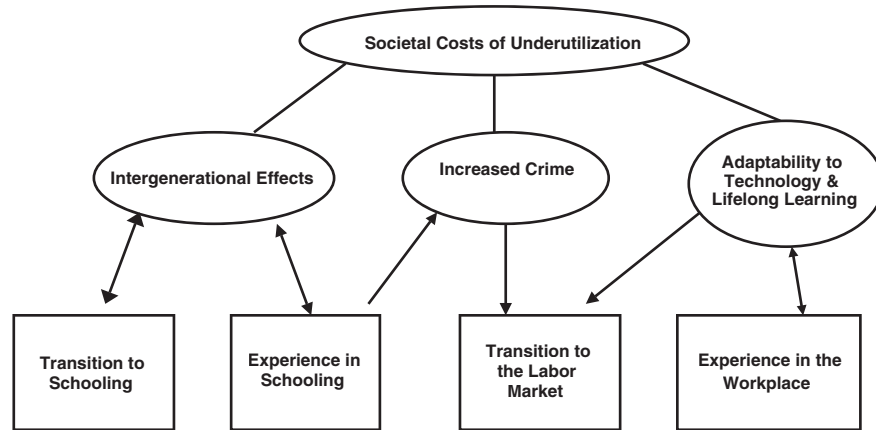 Societal Costs of Underutilization
Intergenerational Effects
Increased Crime
Adaptability to
Technology &
Lifelong Learning
Transition to
Schooling
Experience in
Schooling
Transition to
the Labor
Market
Experience in the
Workplace